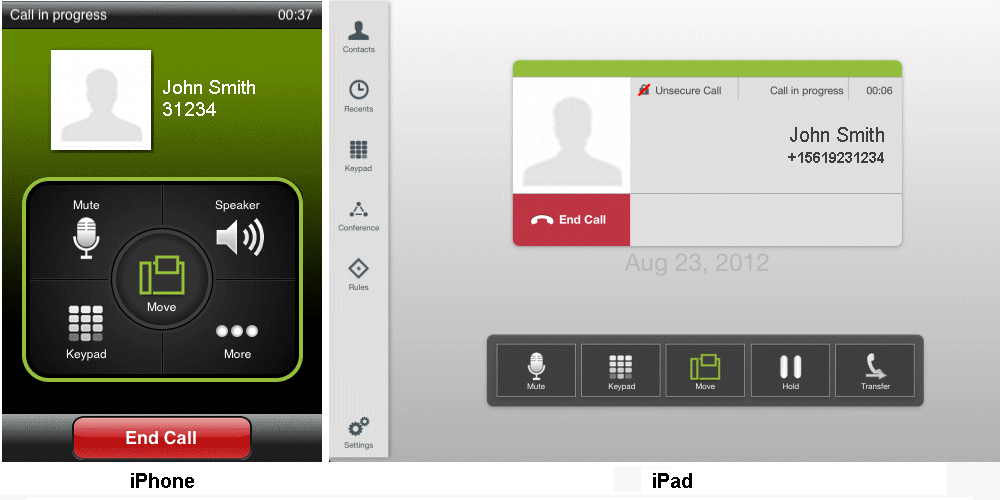 Call in progress 00:37
John Smith
31234
Mute Speaker
Move
Keypad More
End Call
iPhone
Contacts
Recents
Keypad
Conference
Rules
Settings
Unsecure Call Call in progress 00:06
John Smith
+15619231234
End Call
Aug 23, 2012
Mute Keypad Move Hold Transfer
iPad